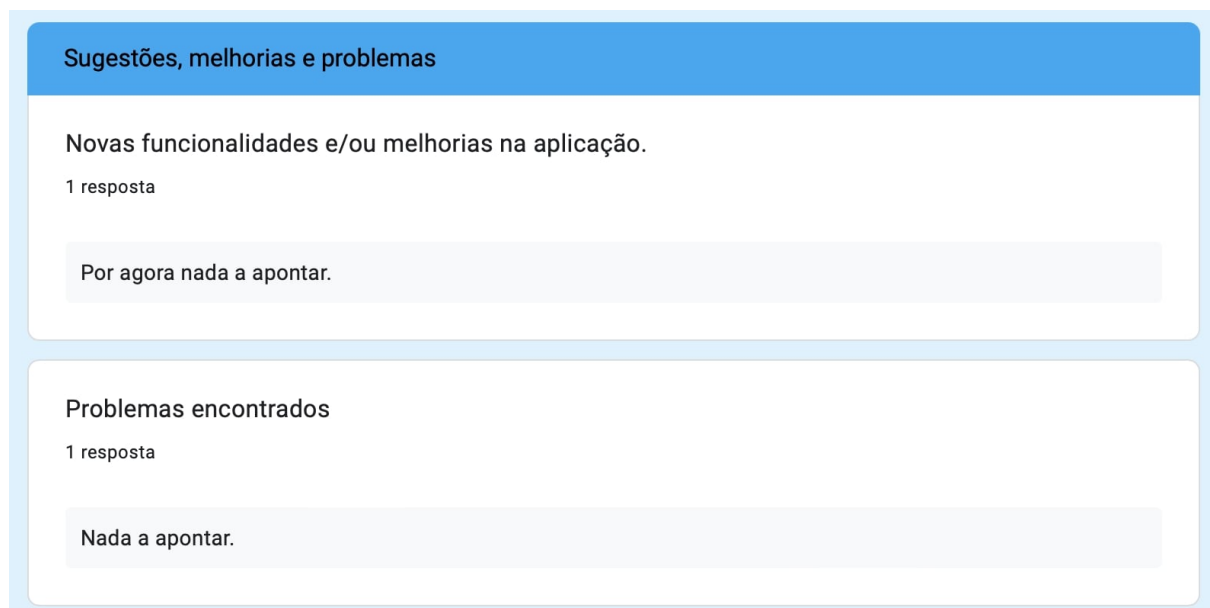 Sugestões, melhorias e problemas
Novas funcionalidades e/ou melhorias na aplicação.
1 resposta
Por agora nada a apontar.
Problemas encontrados
1 resposta
Nada a apontar.